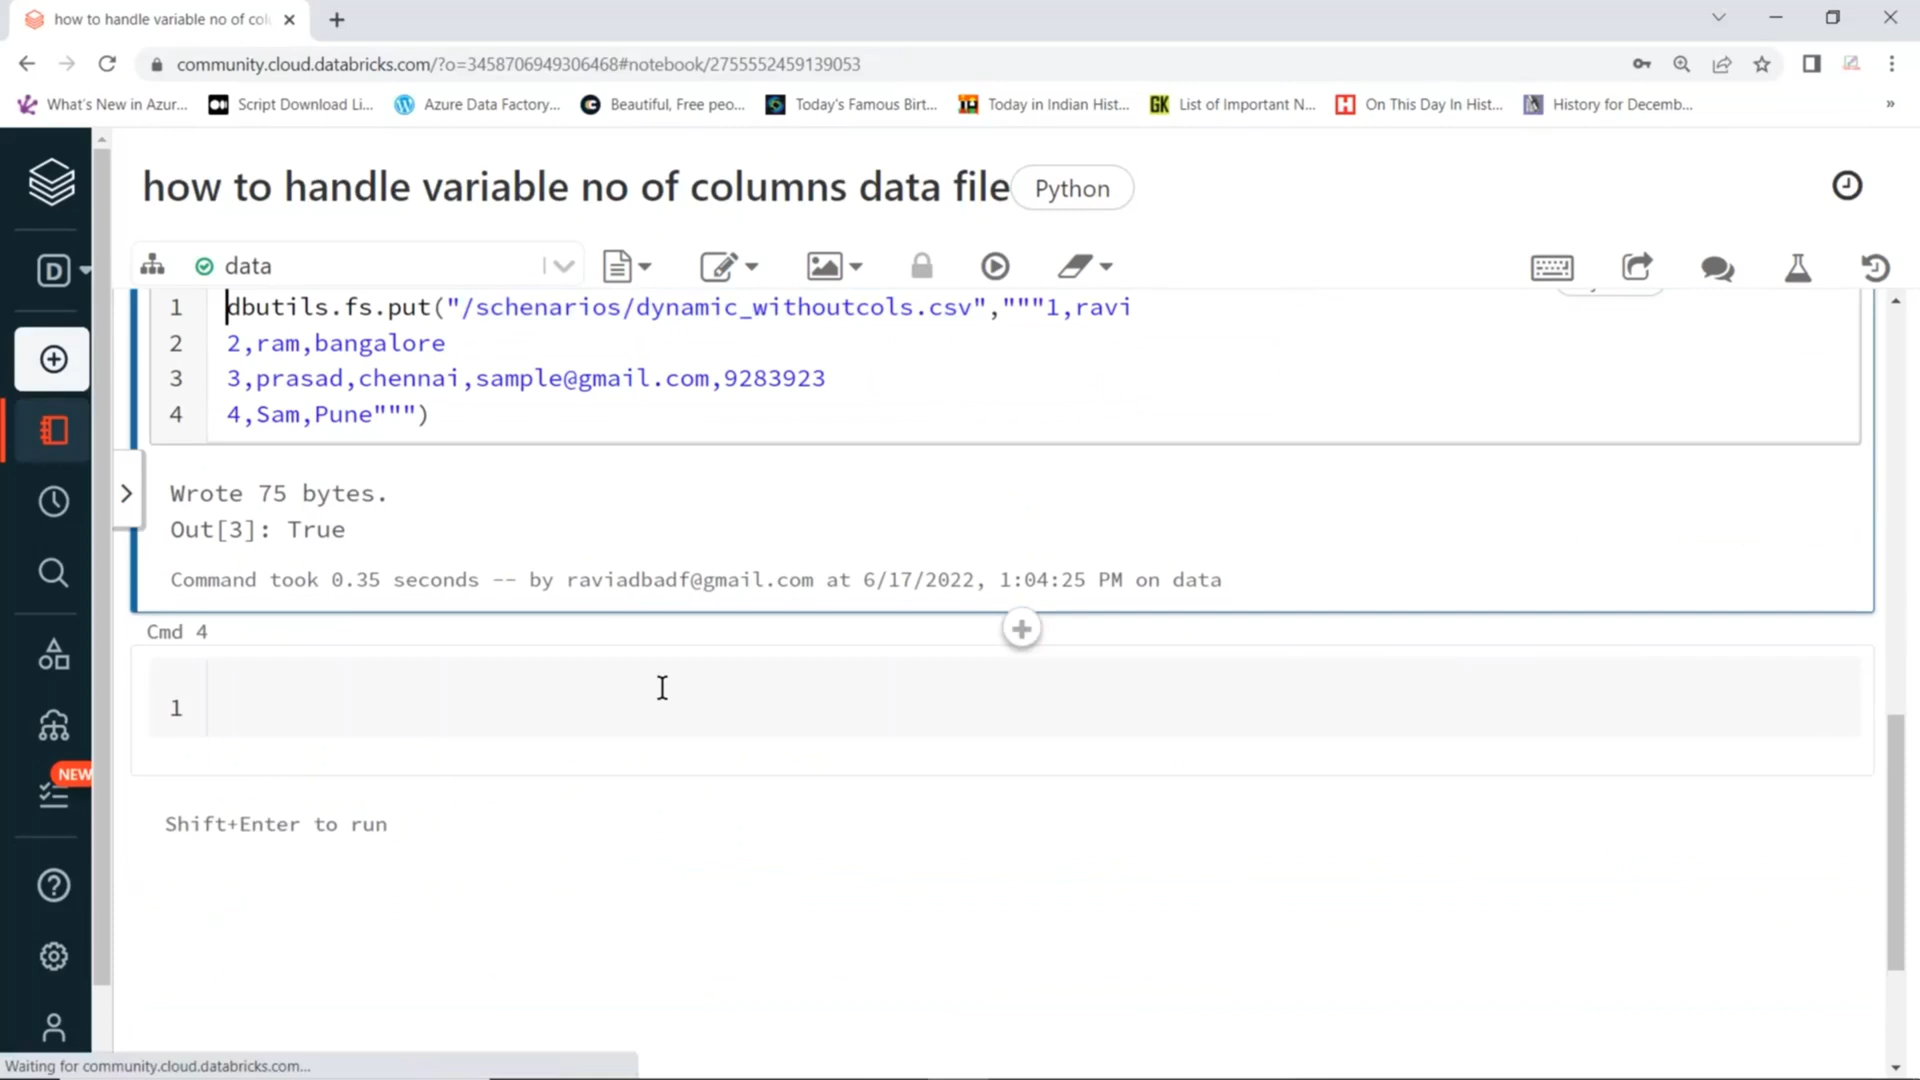 how to handle variable no of col
community.cloud.databricks.com/?o=3458706949306468#notebook/2755552459139053
What's New in Azur... Script Download Li... Azure Data Factory... Beautiful, Free peo... Today's Famous Birt... Today in Indian Hist... GK List of Important N... On This Day In Hist... History for Decemb... »
how to handle variable no of columns data file Python
D data
1 dbutils.fs.put("/schenarios/dynamic_withoutcols.csv","""1,ravi
2 2,ram,bangalore
3 3,prasad,chennai,sample@gmail.com,9283923
4 4,Sam,Pune""")
Wrote 75 bytes.
Out[3]: True
Command took 0.35 seconds -- by raviadbadf@gmail.com at 6/17/2022, 1:04:25 PM on data
Cmd 4
1
NEW
Shift+Enter to run
Waiting for community.cloud.databricks.com...